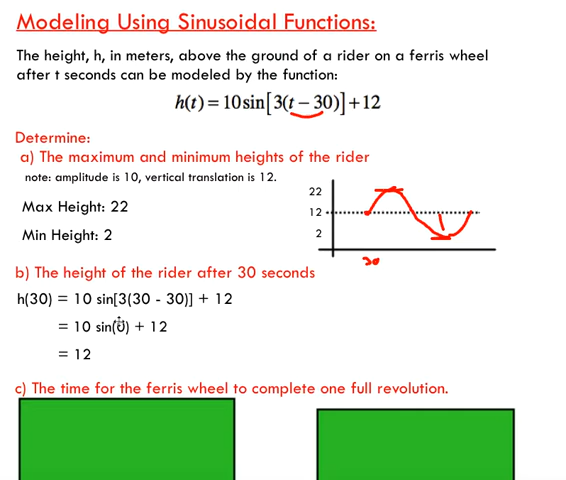 Modeling Using Sinusoidal Functions:
The height, h, in meters, above the ground of a rider on a ferris wheel
after t seconds can be modeled by the function:
h(t) = 10sin[3(t − 30)]+12
Determine:
a) The maximum and minimum heights of the rider
note: amplitude is 10, vertical translation is 12.
Max Height: 22
Min Height: 2
22
12
2
30
b) The height of the rider after 30 seconds
h(30) = 10 sin[3(30 - 30)] + 12
= 10 sin(0) + 12
= 12
c) The time for the ferris wheel to complete one full revolution.